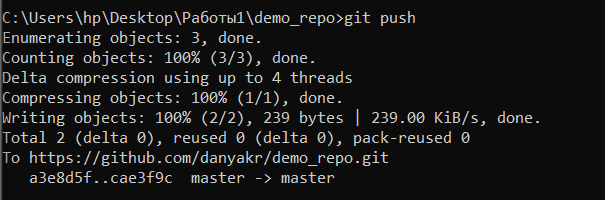 C:\Users\hp\Desktop\Работы1\demo_repo>git push
Enumerating objects: 3, done.
Counting objects: 100% (3/3), done.
Delta compression using up to 4 threads
Compressing objects: 100% (1/1), done.
Writing objects: 100% (2/2), 239 bytes | 239.00 KiB/s, done.
Total 2 (delta 0), reused 0 (delta 0), pack-reused 0
To https://github.com/danyakr/demo_repo.git
   a3e8d5f..cae3f9c  master -> master